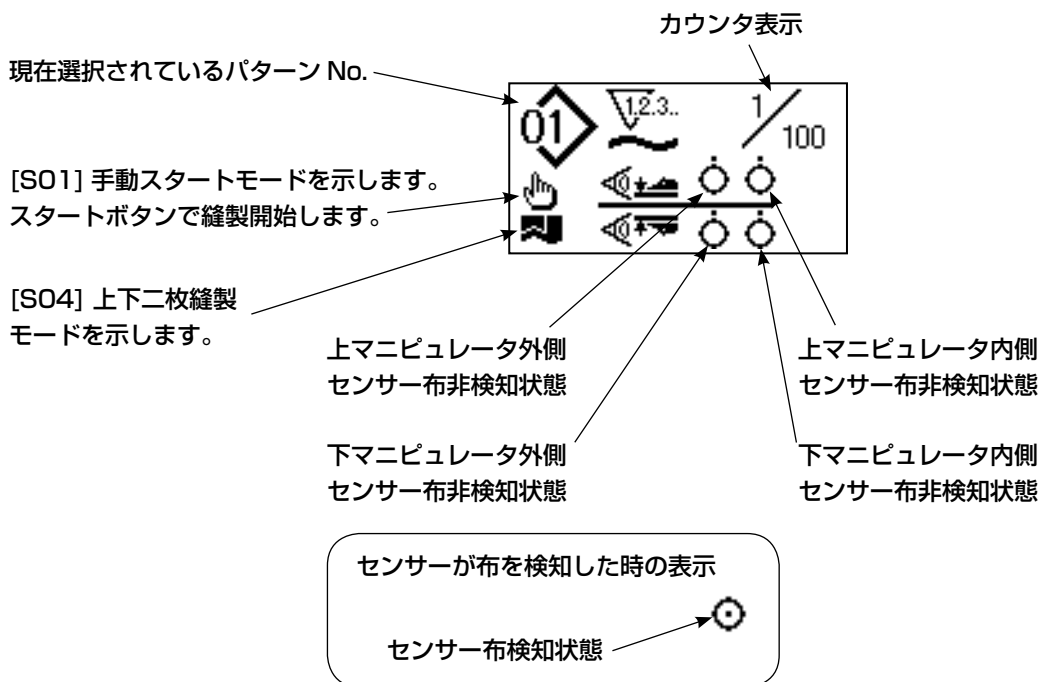 カウンタ表示
現在選択されているパターン No.
01
1.2.3..
1/100
[S01] 手動スタートモードを示します。
スタートボタンで縫製開始します。
[S04] 上下二枚縫製
モードを示します。
上マニピュレータ外側
センサー布非検知状態
上マニピュレータ内側
センサー布非検知状態
下マニピュレータ外側
センサー布非検知状態
下マニピュレータ内側
センサー布非検知状態
センサーが布を検知した時の表示
センサー布検知状態